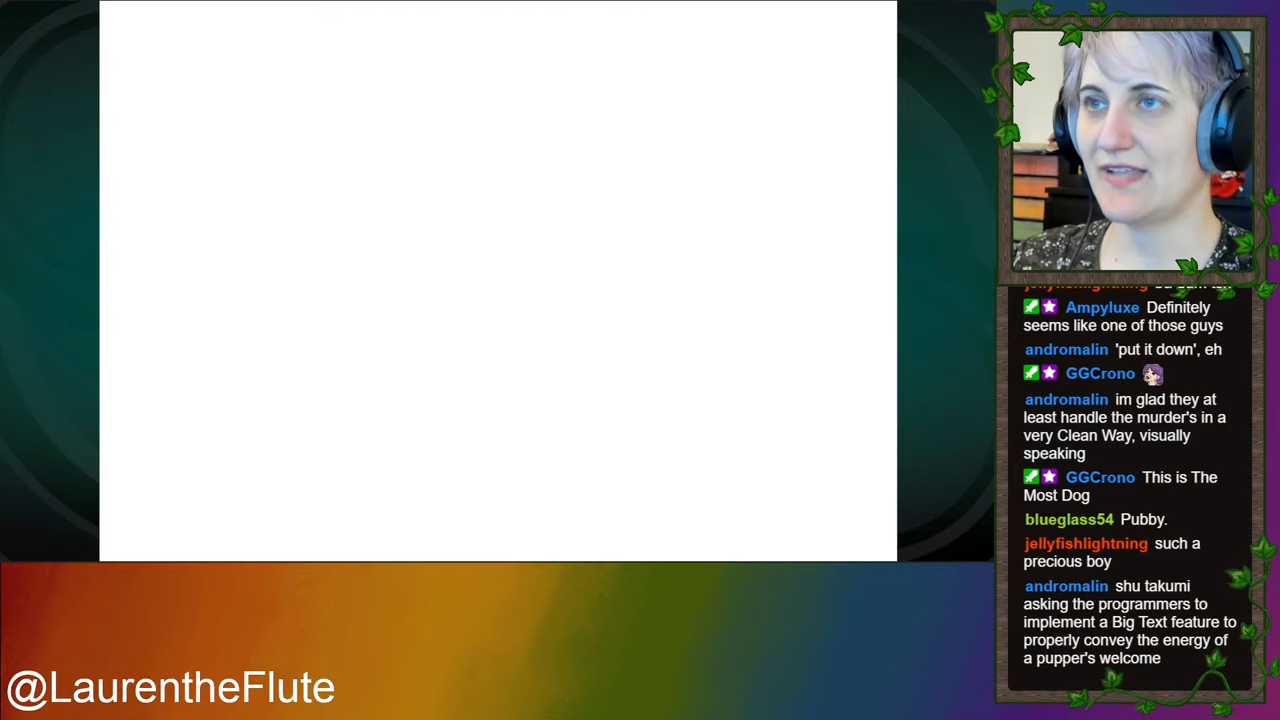 Ampyluxe Definitely
seems like one of those guys
andromalin 'put it down', eh
GGCrono
andromalin im glad they at
least handle the murder's in a
very Clean Way, visually
speaking
GGCrono This is The
Most Dog
blueglass54 Pubby.
jellyfishlightning such a
precious boy
andromalin shu takumi
asking the programmers to
implement a Big Text feature to
properly convey the energy of
a pupper's welcome
@LaurentheFlute